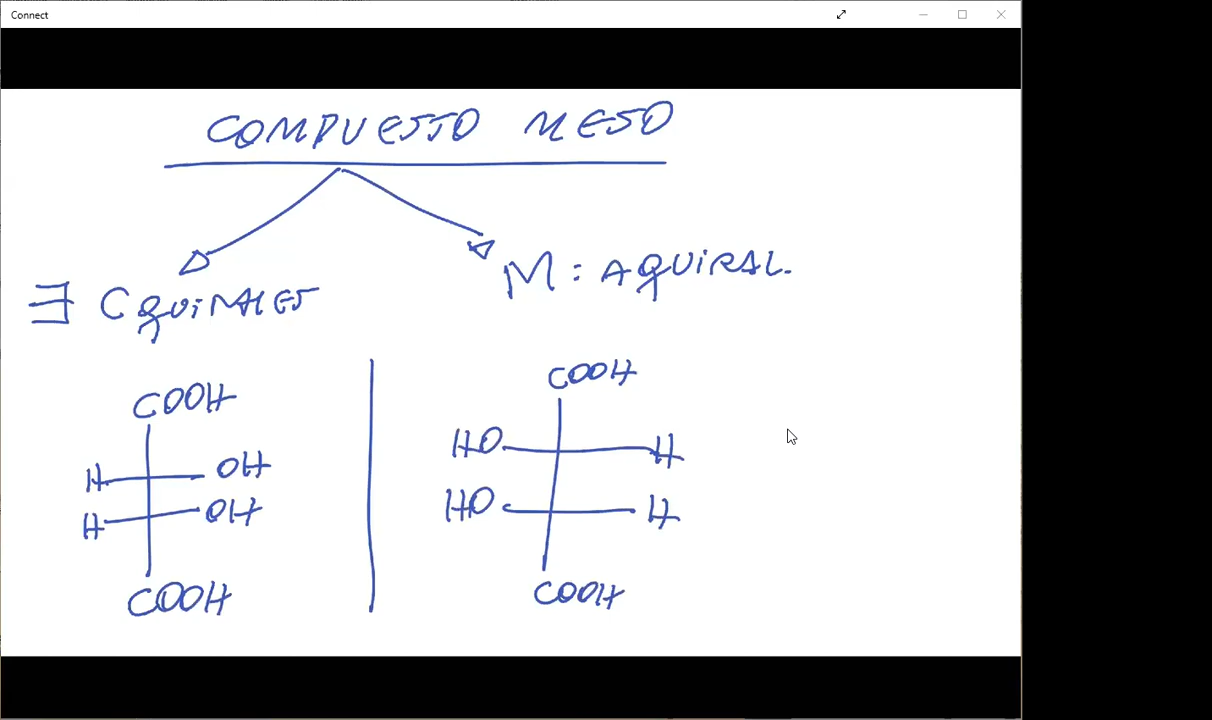 Connect
COMPUESTO MESO
∃ C QUIRALES
M : AQUIRAL.
COOH
H OH
H OH
COOH
COOH
HO H
HO H
COOH